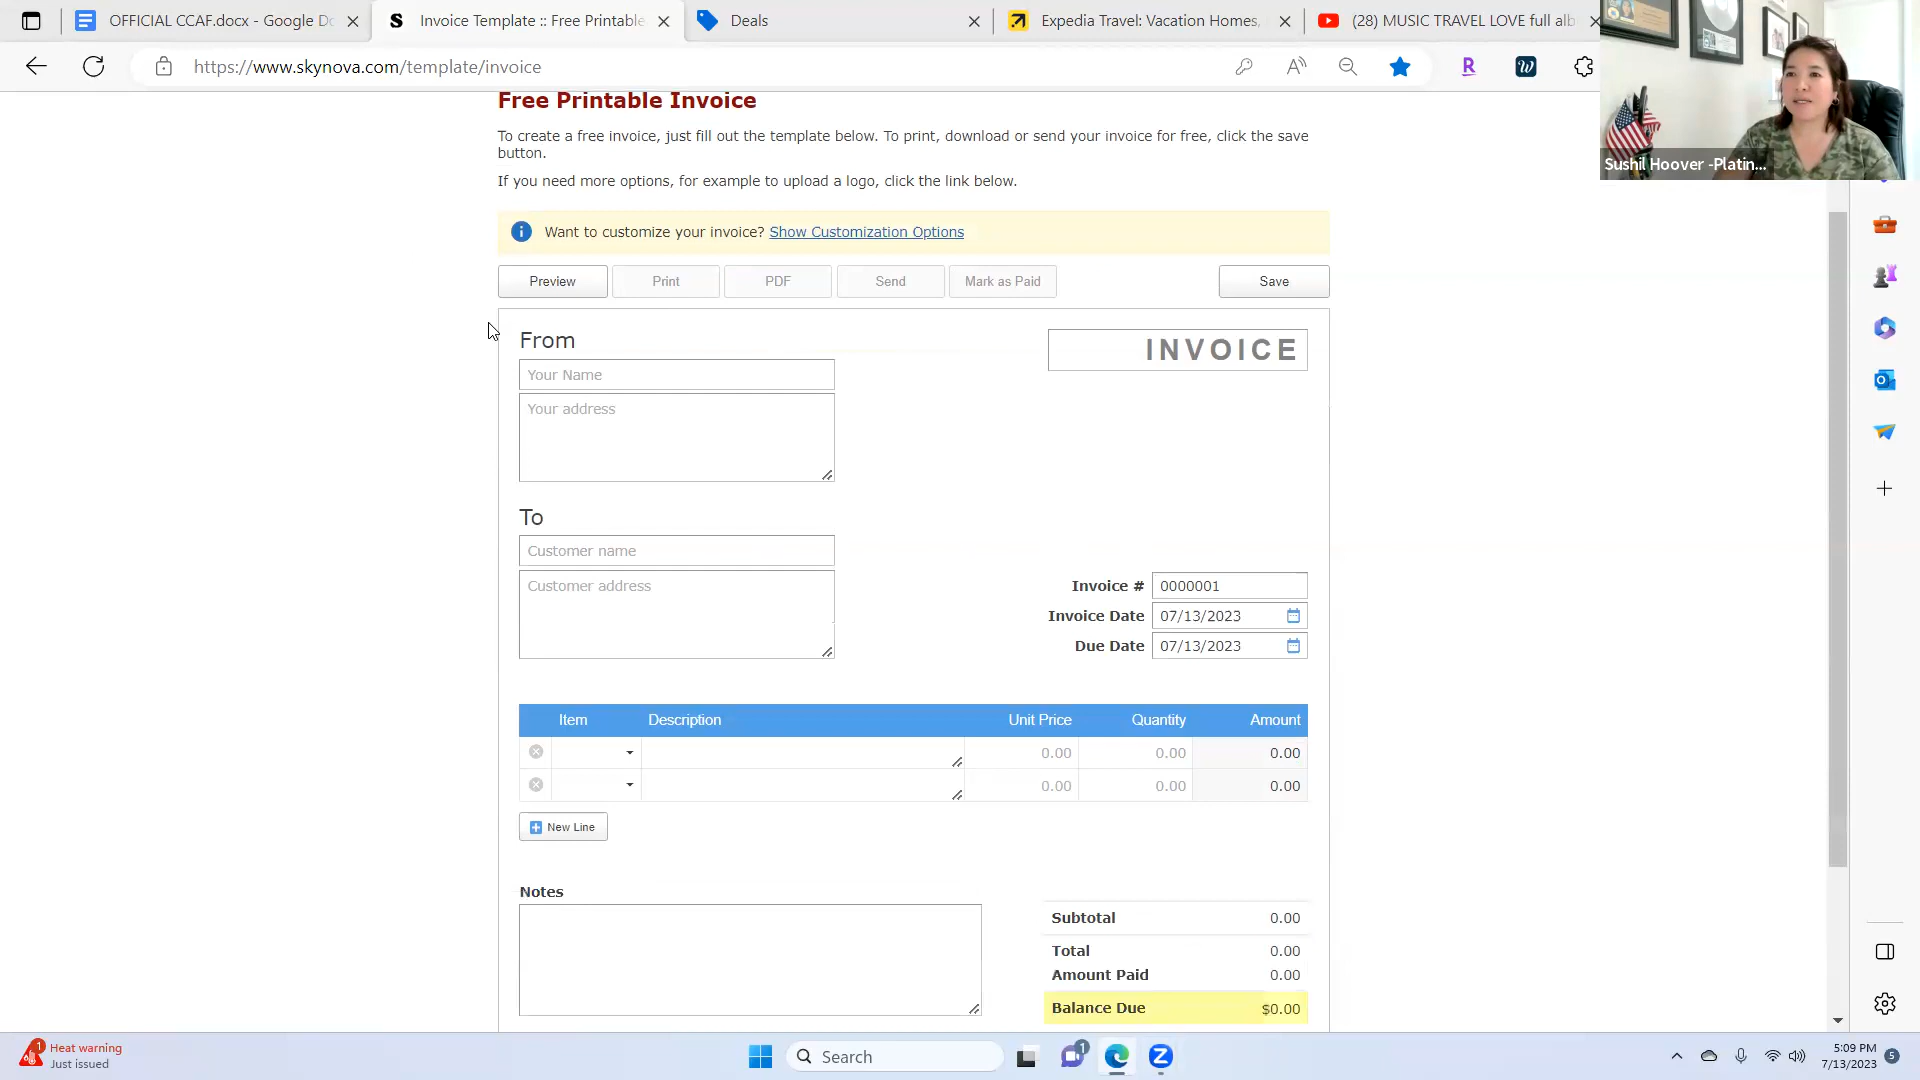 OFFICIAL CCAF.docx - Google Do
Invoice Template :: Free Printable
Deals
Expedia Travel: Vacation Homes,
(28) MUSIC TRAVEL LOVE full alb
https://www.skynova.com/template/invoice
Sushil Hoover -Platin...
Free Printable Invoice
To create a free invoice, just fill out the template below. To print, download or send your invoice for free, click the save
button.
If you need more options, for example to upload a logo, click the link below.
Want to customize your invoice? Show Customization Options
Preview
Print
PDF
Send
Mark as Paid
Save
From
INVOICE
Your Name
Your address
To
Customer name
Customer address
Invoice # 0000001
Invoice Date 07/13/2023
Due Date 07/13/2023
Item Description Unit Price Quantity Amount
0.00 0.00 0.00
0.00 0.00 0.00
New Line
Notes
Subtotal 0.00
Total 0.00
Amount Paid 0.00
Balance Due $0.00
1
Heat warning
Just issued
Search
1
5:09 PM
7/13/2023
5